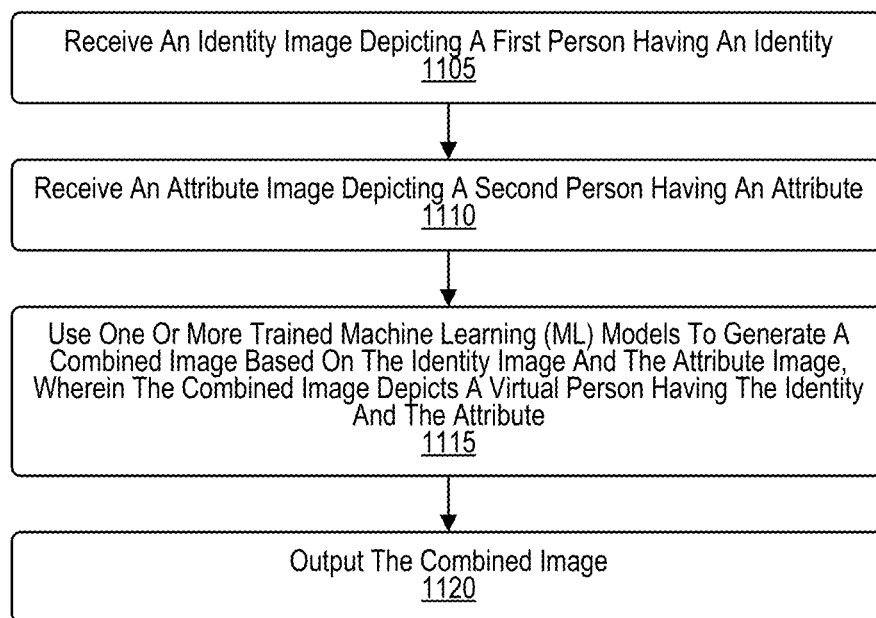 Receive An Identity Image Depicting A First Person Having An Identity
1105
Receive An Attribute Image Depicting A Second Person Having An Attribute
1110
Use One Or More Trained Machine Learning (ML) Models To Generate A
Combined Image Based On The Identity Image And The Attribute Image,
Wherein The Combined Image Depicts A Virtual Person Having The Identity
And The Attribute
1115
Output The Combined Image
1120